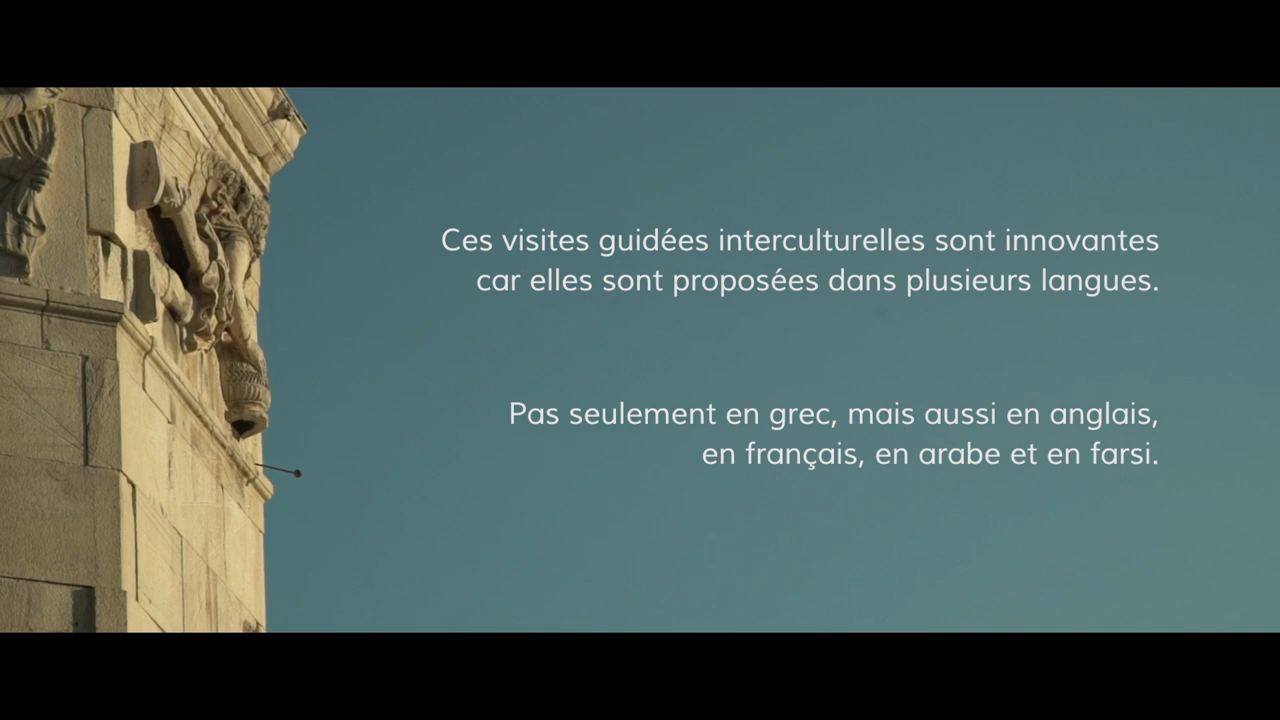 Ces visites guidées interculturelles sont innovantes
car elles sont proposées dans plusieurs langues.
Pas seulement en grec, mais aussi en anglais,
en français, en arabe et en farsi.